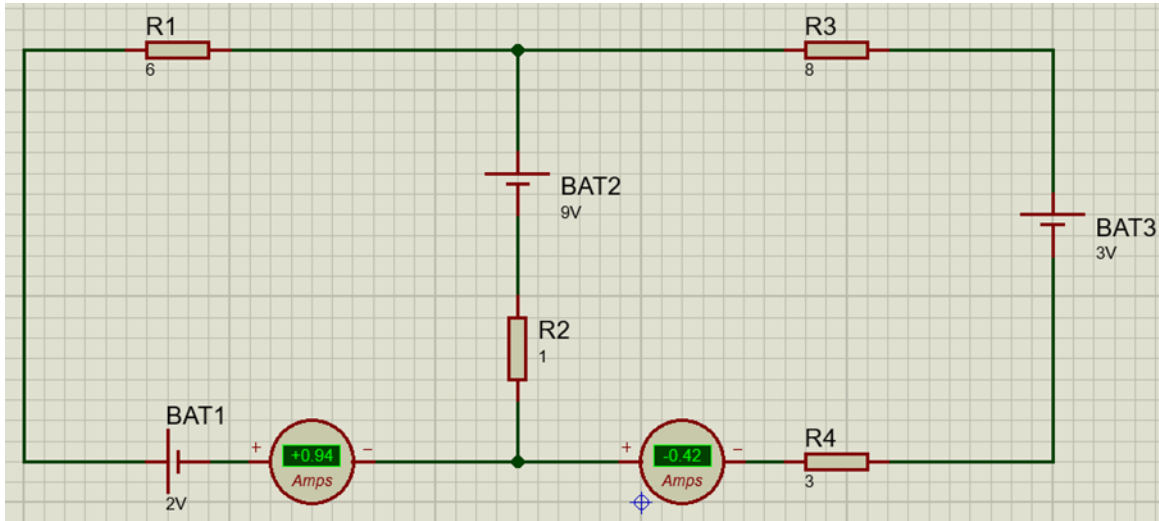 R1
6
R3
8
BAT2
9V
BAT3
3V
R2
1
BAT1
2V
+
+0.94
Amps
−
+
-0.42
Amps
−
R4
3